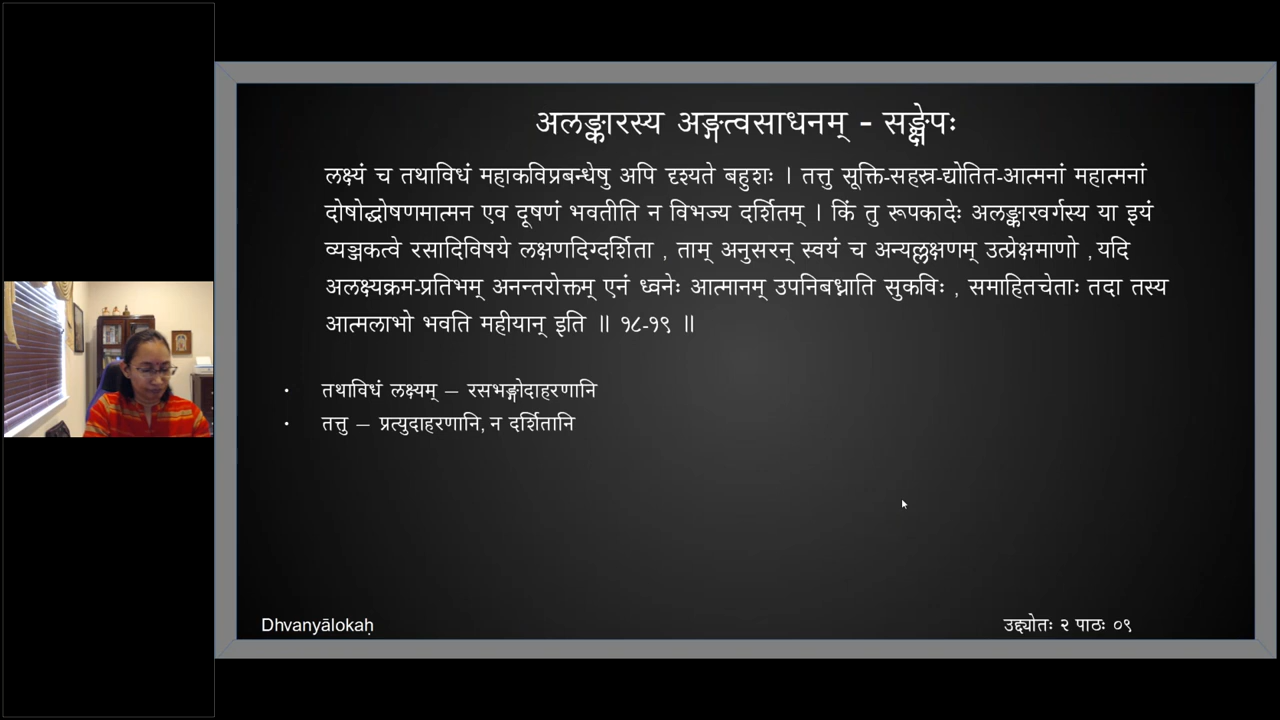 अलङ्कारस्य अङ्गत्वसाधनम् - सङ्क्षेपः
लक्ष्यं च तथाविधं महाकविप्रबन्धेषु अपि दृश्यते बहुशः । तत्तु सूक्ति-सहस्र-द्योतित-आत्मनां महात्मनां
दोषोद्घोषणमात्मन एव दूषणं भवतीति न विभज्य दर्शितम् । किं तु रूपकादेः अलङ्कारवर्गस्य या इयं
व्यञ्जकत्वे रसादिविषये लक्षणदिग्दर्शिता , ताम् अनुसरन् स्वयं च अन्यल्लक्षणम् उत्प्रेक्षमाणो , यदि
अलक्ष्यक्रम-प्रतिभम् अनन्तरोक्तम् एनं ध्वनेः आत्मानम् उपनिबध्नाति सुकविः , समाहितचेताः तदा तस्य
आत्मलाभो भवति महीयान् इति ॥ १८-१९ ॥
• तथाविधं लक्ष्यम् – रसभङ्गोदाहरणानि
• तत्तु – प्रत्युदाहरणानि, न दर्शितानि
Dhvanyālokaḥ
उद्द्योतः २ पाठः ०९